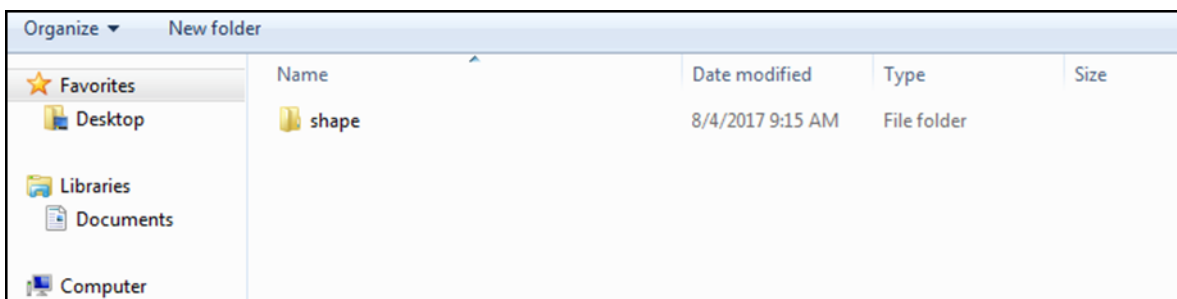 Organize New folder
Favorites
Desktop
Libraries
Documents
Computer
Name Date modified Type Size
shape 8/4/2017 9:15 AM File folder